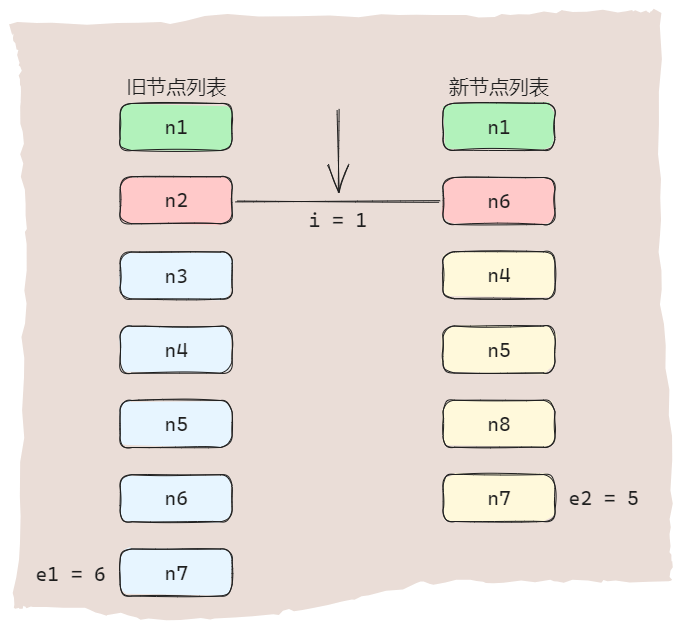 旧节点列表 新节点列表
n1 n1
n2 n6
i = 1
n3 n4
n4 n5
n5 n8
n6 n7 e2 = 5
e1 = 6 n7